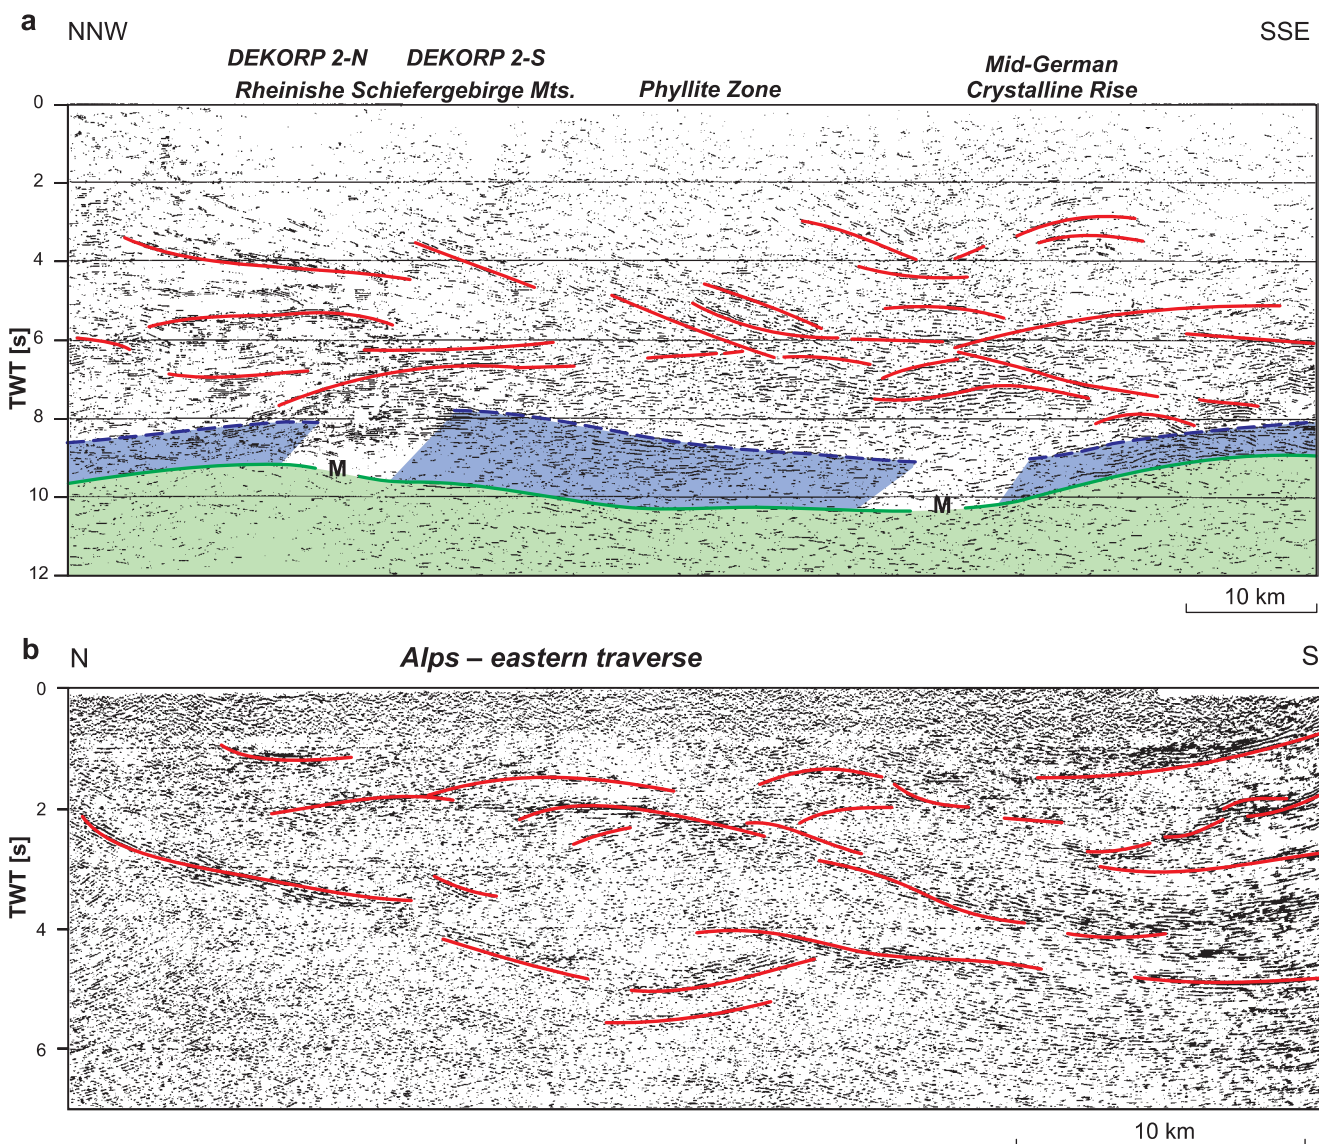 a
NNW
SSE
DEKORP 2-N
DEKORP 2-S
Rheinishe Schiefergebirge Mts.
Phyllite Zone
Mid-German
Crystalline Rise
0
2
4
6
8
10
12
TWT [s]
M
M
10 km
b
N
Alps – eastern traverse
S
0
2
4
6
TWT [s]
10 km